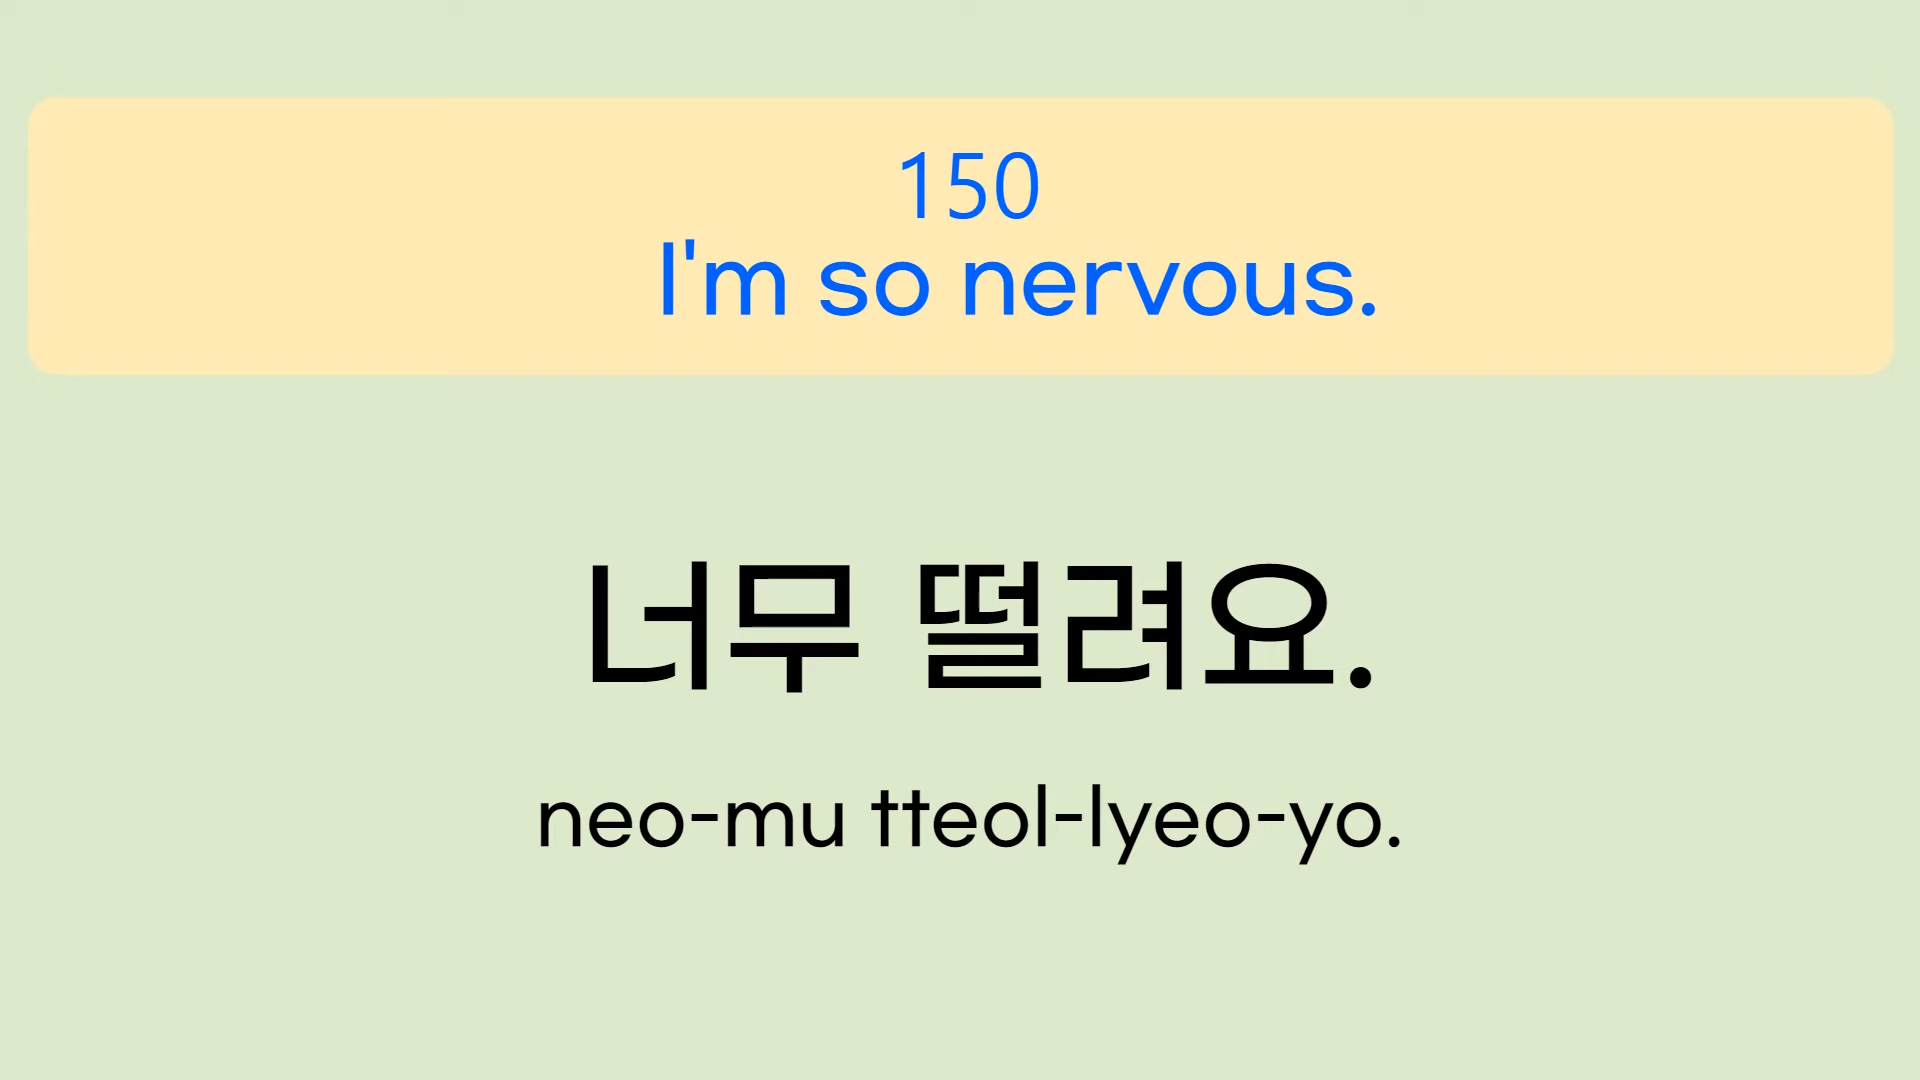 150
I'm so nervous.
너무 떨려요.
neo-mu tteol-lyeo-yo.